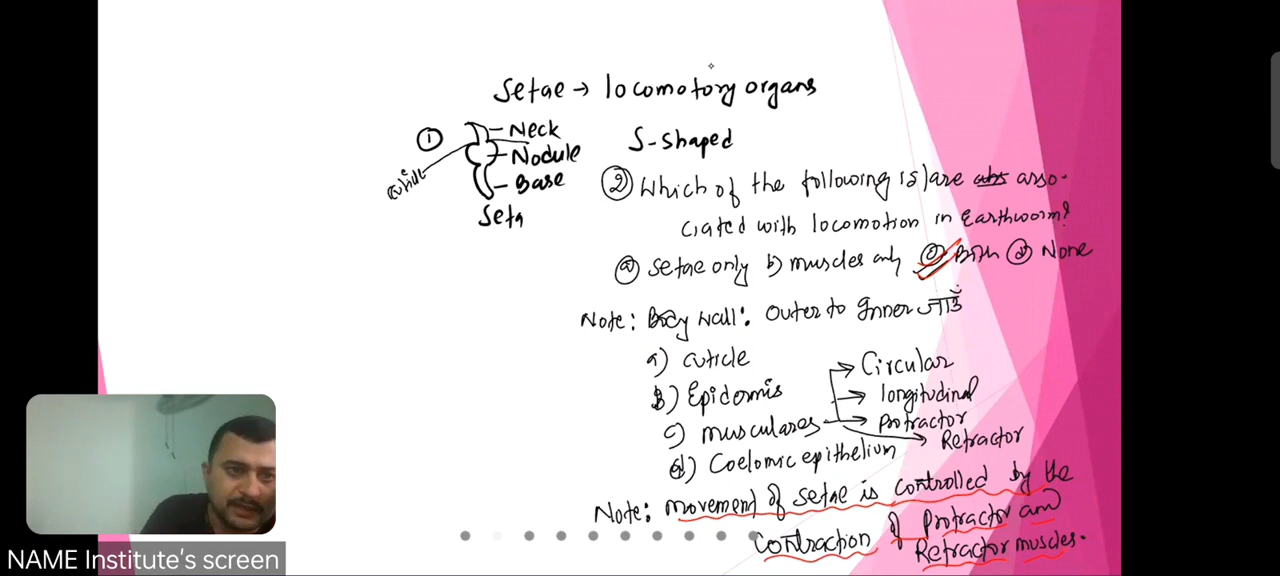 Setae → locomotory organs
① - Neck
S-shaped
- Nodule
cuticle
- Base
Seta
② Which of the following is/are asso-
ciated with locomotion in Earthworm?
ⓐ Setae only b) muscles only ⓒ Both ⓓ None
Note: Body wall: Outer to Inner जाँदै
a) cuticle
→ Circular
B) Epidermis
→ longitudinal
c) musculares
→ Protractor
→ Retractor
d) Coelomic epithelium
Note: movement of setae is controlled by the
contraction of Protractor and
Retractor muscles.
NAME Institute's screen